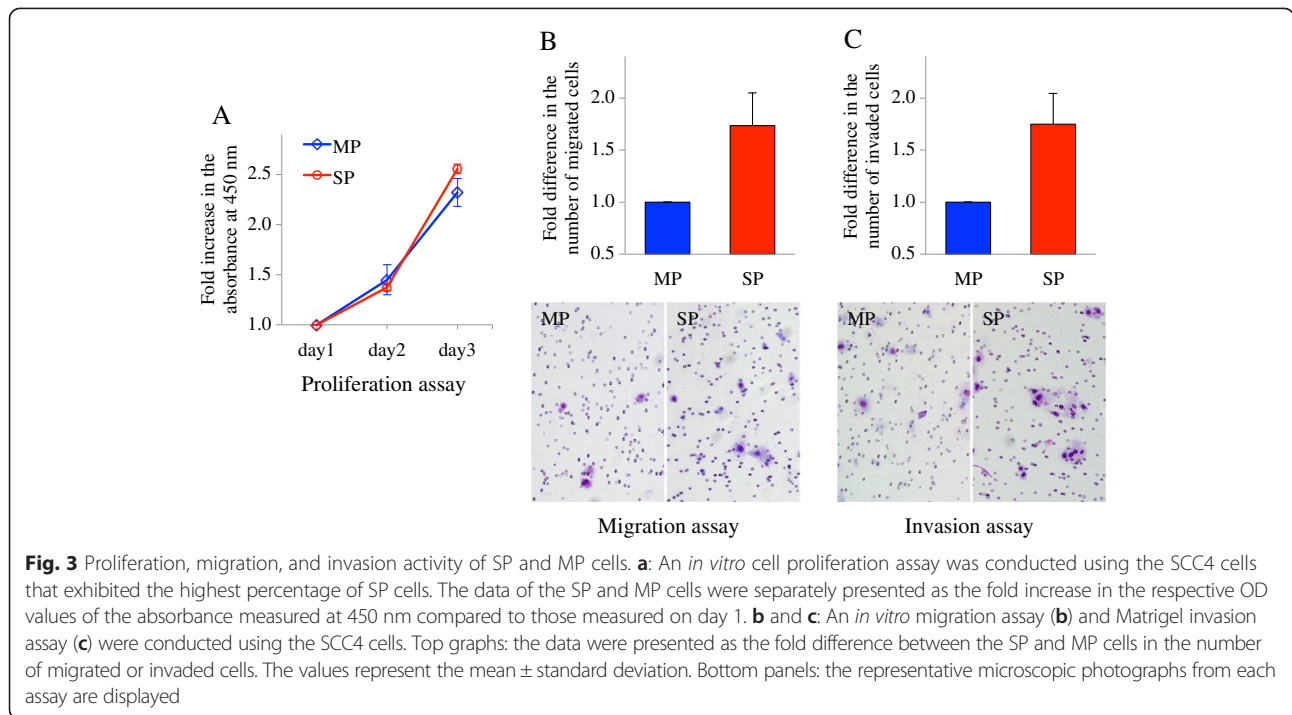 A
Fold increase in the
absorbance at 450 nm
MP
SP
2.5
2.0
1.5
1.0
day1 day2 day3
Proliferation assay
B
Fold difference in the
number of migrated cells
2.0
1.5
1.0
0.5
MP SP
MP SP
Migration assay
C
Fold difference in the
number of invaded cells
2.0
1.5
1.0
0.5
MP SP
MP SP
Invasion assay
Fig. 3 Proliferation, migration, and invasion activity of SP and MP cells. a: An in vitro cell proliferation assay was conducted using the SCC4 cells
that exhibited the highest percentage of SP cells. The data of the SP and MP cells were separately presented as the fold increase in the respective OD
values of the absorbance measured at 450 nm compared to those measured on day 1. b and c: An in vitro migration assay (b) and Matrigel invasion
assay (c) were conducted using the SCC4 cells. Top graphs: the data were presented as the fold difference between the SP and MP cells in the number
of migrated or invaded cells. The values represent the mean ± standard deviation. Bottom panels: the representative microscopic photographs from each
assay are displayed